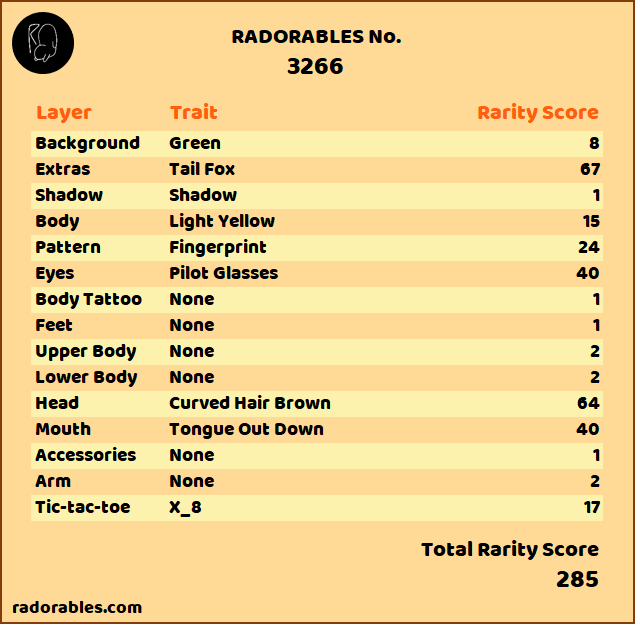 RADORABLES No.
3266
Layer Trait Rarity Score
Background Green 8
Extras Tail Fox 67
Shadow Shadow 1
Body Light Yellow 15
Pattern Fingerprint 24
Eyes Pilot Glasses 40
Body Tattoo None 1
Feet None 1
Upper Body None 2
Lower Body None 2
Head Curved Hair Brown 64
Mouth Tongue Out Down 40
Accessories None 1
Arm None 2
Tic-tac-toe X_8 17
Total Rarity Score
285
radorables.com